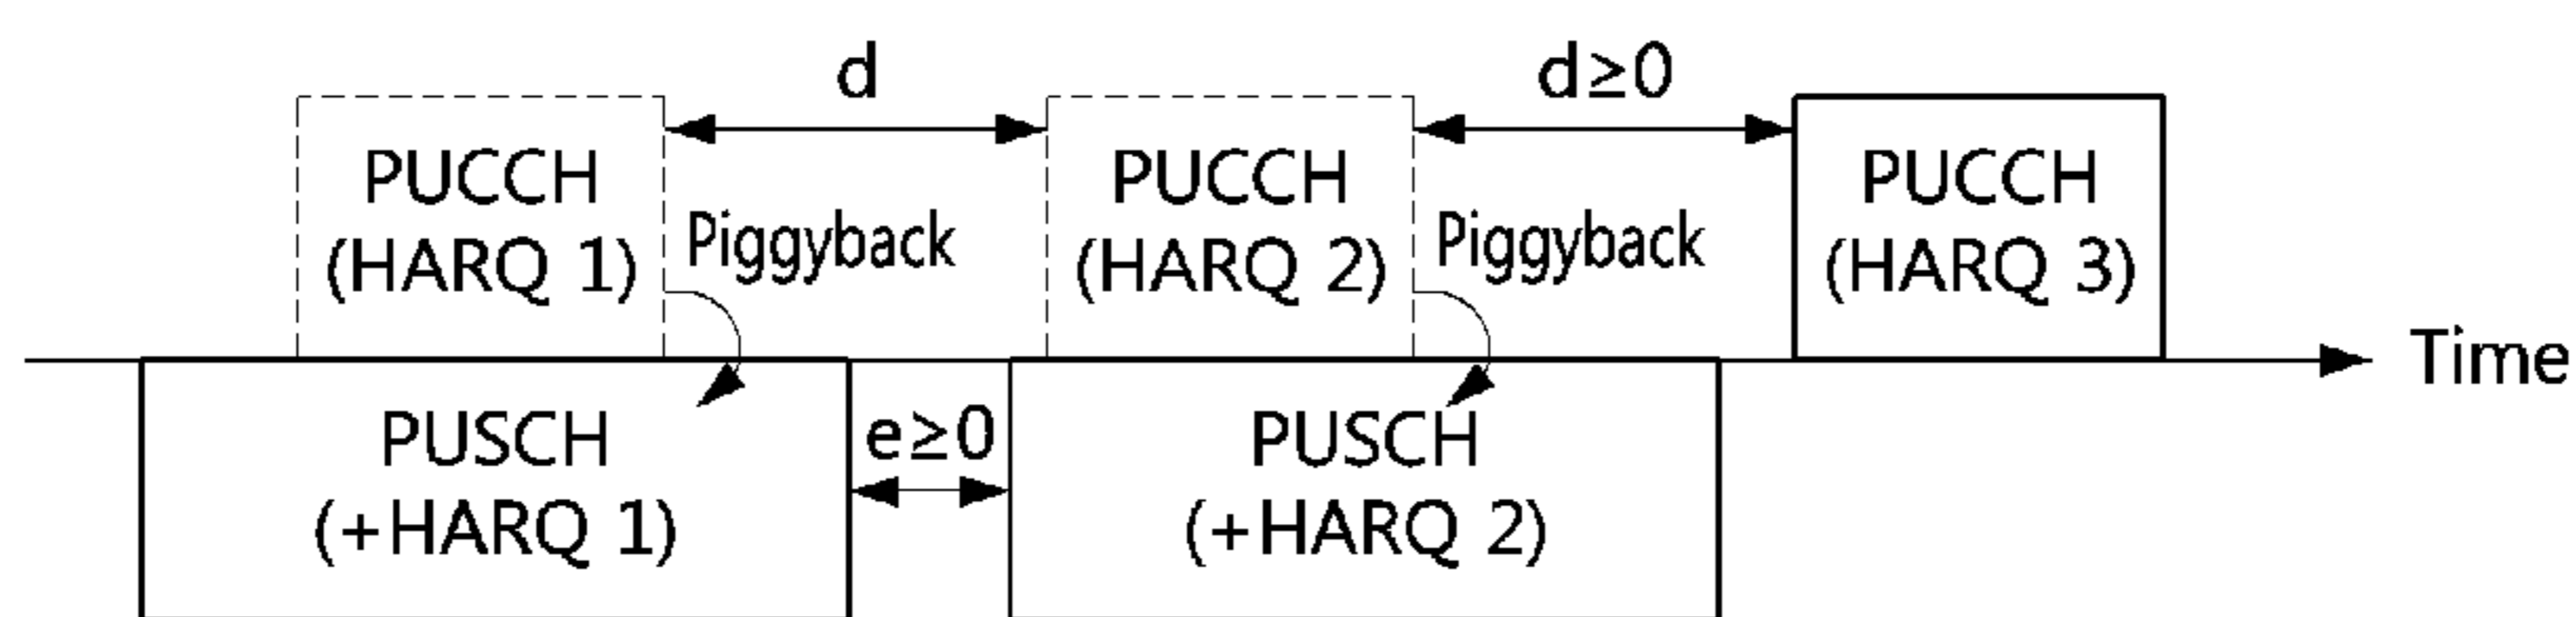 d
d≥0
PUCCH
(HARQ 1)
Piggyback
PUCCH
(HARQ 2)
Piggyback
PUCCH
(HARQ 3)
Time
PUSCH
(+HARQ 1)
e≥0
PUSCH
(+HARQ 2)